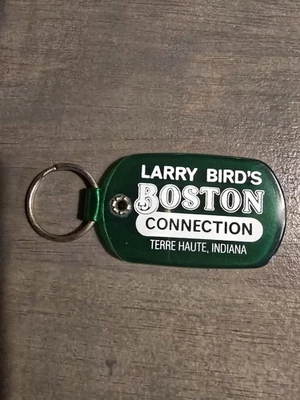 LARRY BIRD'S
BOSTON
CONNECTION
TERRE HAUTE, INDIANA